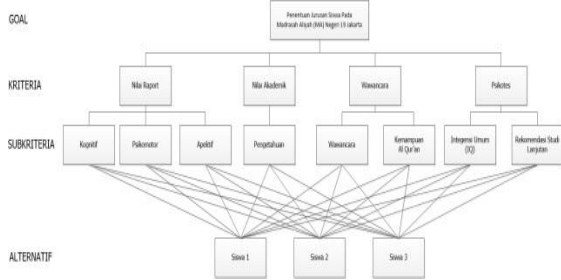 GOAL
Penentuan Jurusan Siswa Pada
Madrasah Aliyah (MA) Negeri 19 Jakarta
KRITERIA
Nilai Raport
Nilai Akademik
Wawancara
Psikotes
SUBKRITERIA
Kognitif
Psikomotor
Apektif
Pengetahuan
Wawancara
Kemampuan
Al Qur'an
Integensi Umum
(IQ)
Rekomendasi Studi
Lanjutan
ALTERNATIF
Siswa 1
Siswa 2
Siswa 3